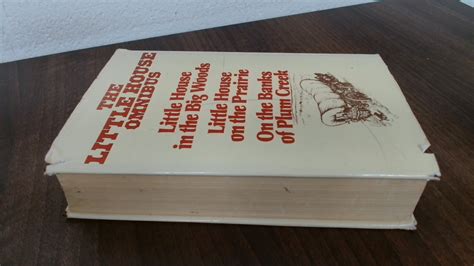 THE
LITTLE HOUSE
OMNIBUS
Little House
in the Big Woods
Little House
on the Prairie
On the Banks
of Plum Creek